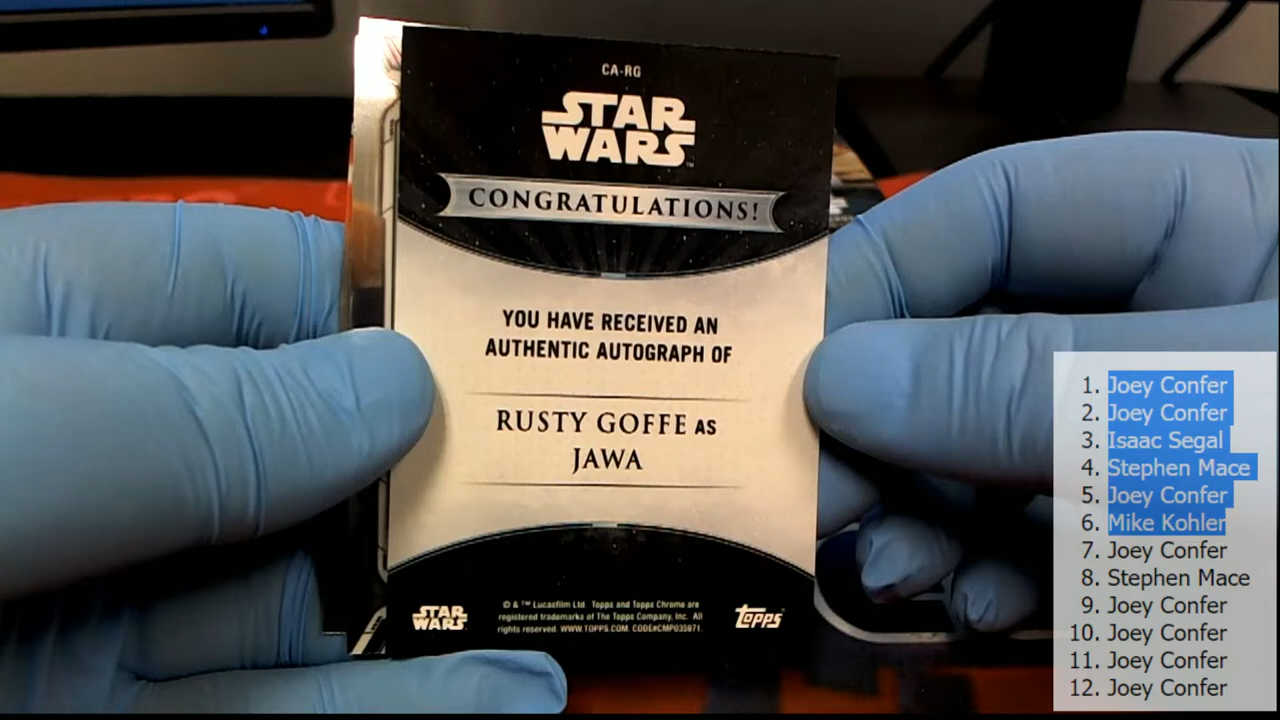 CA-RG
STAR
WARS
CONGRATULATIONS!
YOU HAVE RECEIVED AN
AUTHENTIC AUTOGRAPH OF
RUSTY GOFFE AS
JAWA
STAR
WARS
© & ™ Lucasfilm Ltd. Topps and Topps Chrome are
registered trademarks of The Topps Company, Inc. All
rights reserved. WWW.TOPPS.COM. CODE#CMP035971.
Topps
1. Joey Confer
2. Joey Confer
3. Isaac Segal
4. Stephen Mace
5. Joey Confer
6. Mike Kohler
7. Joey Confer
8. Stephen Mace
9. Joey Confer
10. Joey Confer
11. Joey Confer
12. Joey Confer